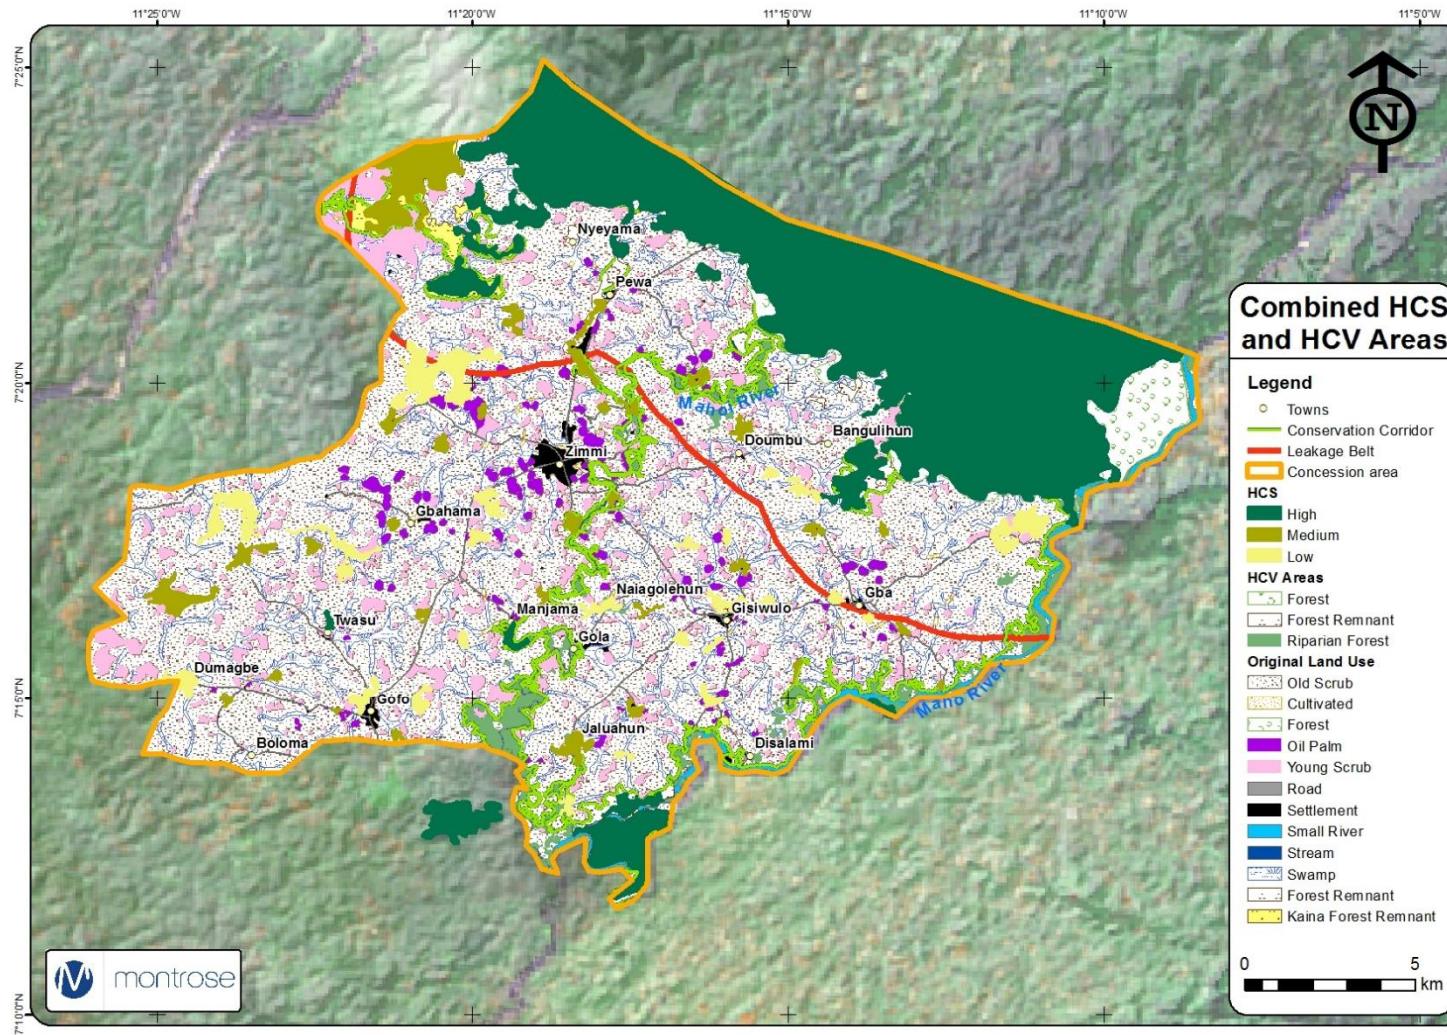 11°25'0"W
11°20'0"W
11°15'0"W
11°10'0"W
11°5'0"W
7°25'0"N
7°20'0"N
7°15'0"N
7°10'0"N
N
Nyeyama
Pewa
Mahoi River
Doumbu
Bangulihun
Zimmi
Gbahama
Naiagolehun
Gba
Manjama
Gisiwulo
Twasu
Gola
Dumagbe
Gofo
Mano River
Jaluahun
Boloma
Disalami
Combined HCS
and HCV Areas
Legend
Towns
Conservation Corridor
Leakage Belt
Concession area
HCS
High
Medium
Low
HCV Areas
Forest
Forest Remnant
Riparian Forest
Original Land Use
Old Scrub
Cultivated
Forest
Oil Palm
Young Scrub
Road
Settlement
Small River
Stream
Swamp
Forest Remnant
Kaina Forest Remnant
0 5
km
montrose